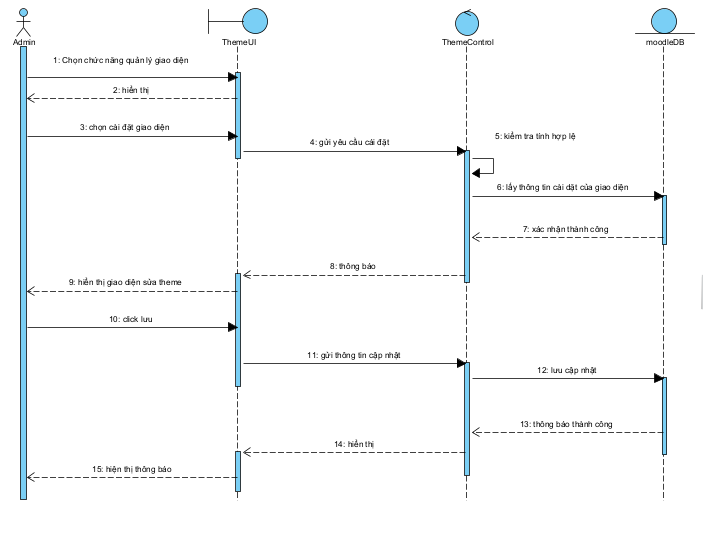 Admin
ThemeUI
ThemeControl
moodleDB
1: Chọn chức năng quản lý giao diện
2: hiển thị
3: chọn cài đặt giao diện
4: gửi yêu cầu cài đặt
5: kiểm tra tính hợp lệ
6: lấy thông tin cài dặt của giao diện
7: xác nhận thành công
8: thông báo
9: hiển thị giao diện sửa theme
10: click lưu
11: gửi thông tin cập nhật
12: lưu cập nhật
13: thông báo thành công
14: hiển thị
15: hiện thị thông báo